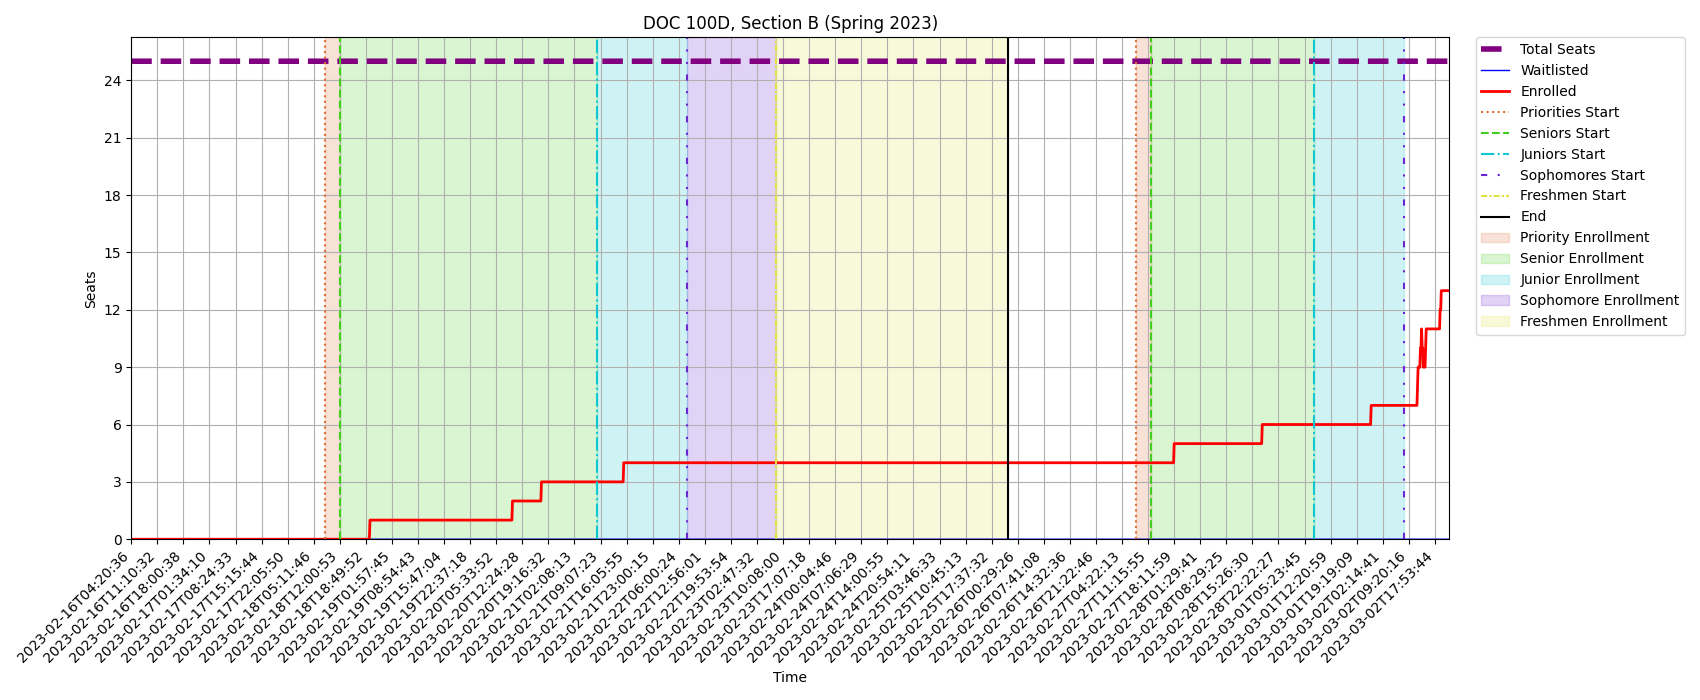 DOC 100D, Section B (Spring 2023)
Seats
24
21
18
15
12
9
6
3
0
2023-02-16T04:20:36
2023-02-16T11:10:32
2023-02-16T18:00:38
2023-02-17T01:34:10
2023-02-17T08:24:33
2023-02-17T15:15:44
2023-02-17T22:05:50
2023-02-18T05:11:46
2023-02-18T12:00:53
2023-02-18T18:49:52
2023-02-19T01:57:45
2023-02-19T08:54:43
2023-02-19T15:47:04
2023-02-19T22:37:18
2023-02-20T05:33:52
2023-02-20T12:24:28
2023-02-20T19:16:32
2023-02-21T02:08:13
2023-02-21T09:07:23
2023-02-21T16:05:55
2023-02-21T23:00:15
2023-02-22T06:00:24
2023-02-22T12:56:01
2023-02-22T19:53:54
2023-02-23T02:47:32
2023-02-23T10:08:00
2023-02-23T17:07:18
2023-02-24T00:04:46
2023-02-24T07:06:29
2023-02-24T14:00:55
2023-02-24T20:54:11
2023-02-25T03:46:33
2023-02-25T10:45:13
2023-02-25T17:37:32
2023-02-26T00:29:26
2023-02-26T07:41:08
2023-02-26T14:32:36
2023-02-26T21:22:46
2023-02-27T04:22:13
2023-02-27T11:15:55
2023-02-27T18:11:59
2023-02-28T01:29:41
2023-02-28T08:29:25
2023-02-28T15:26:30
2023-02-28T22:22:27
2023-03-01T05:23:45
2023-03-01T12:20:59
2023-03-01T19:19:09
2023-03-02T02:14:41
2023-03-02T09:20:16
2023-03-02T17:53:44
Time
Total Seats
Waitlisted
Enrolled
Priorities Start
Seniors Start
Juniors Start
Sophomores Start
Freshmen Start
End
Priority Enrollment
Senior Enrollment
Junior Enrollment
Sophomore Enrollment
Freshmen Enrollment